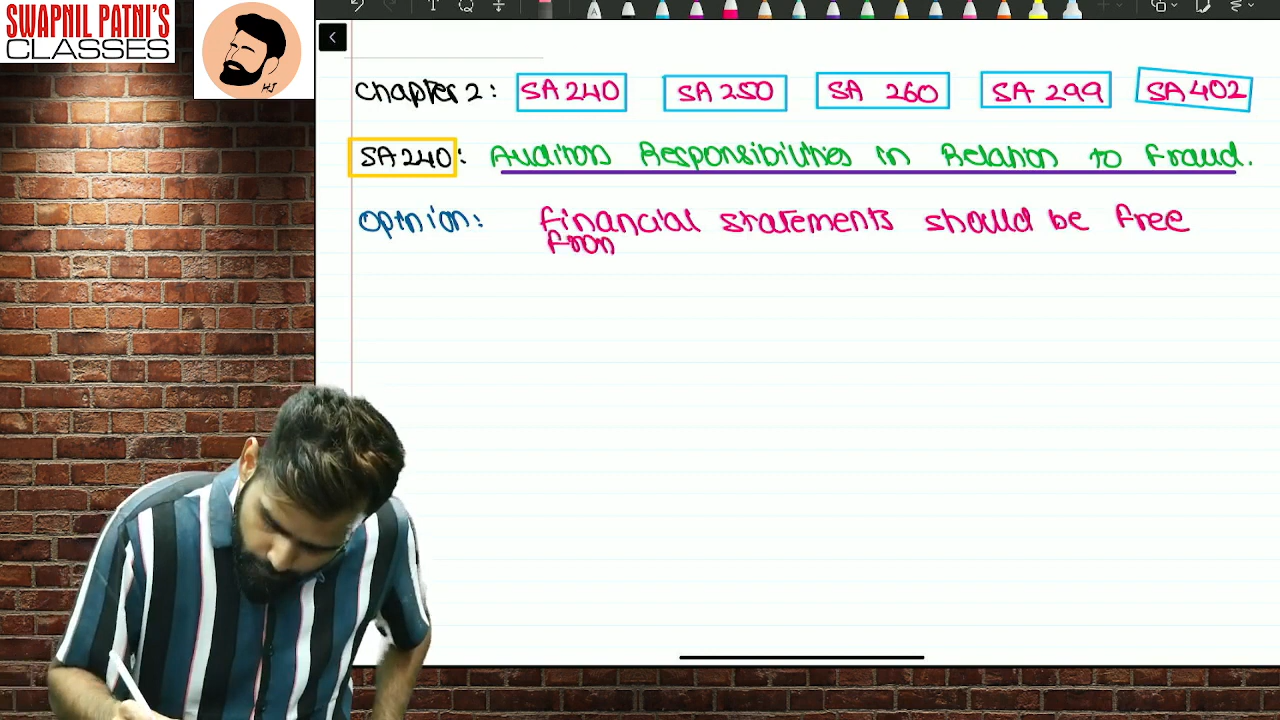 SWAPNIL PATNI'S
CLASSES
Chapter 2: SA 240 SA 250 SA 260 SA 299 SA 402
SA 240: Auditors Responsibilities in Relation to Fraud.
Opinion: Financial statements should be free
from